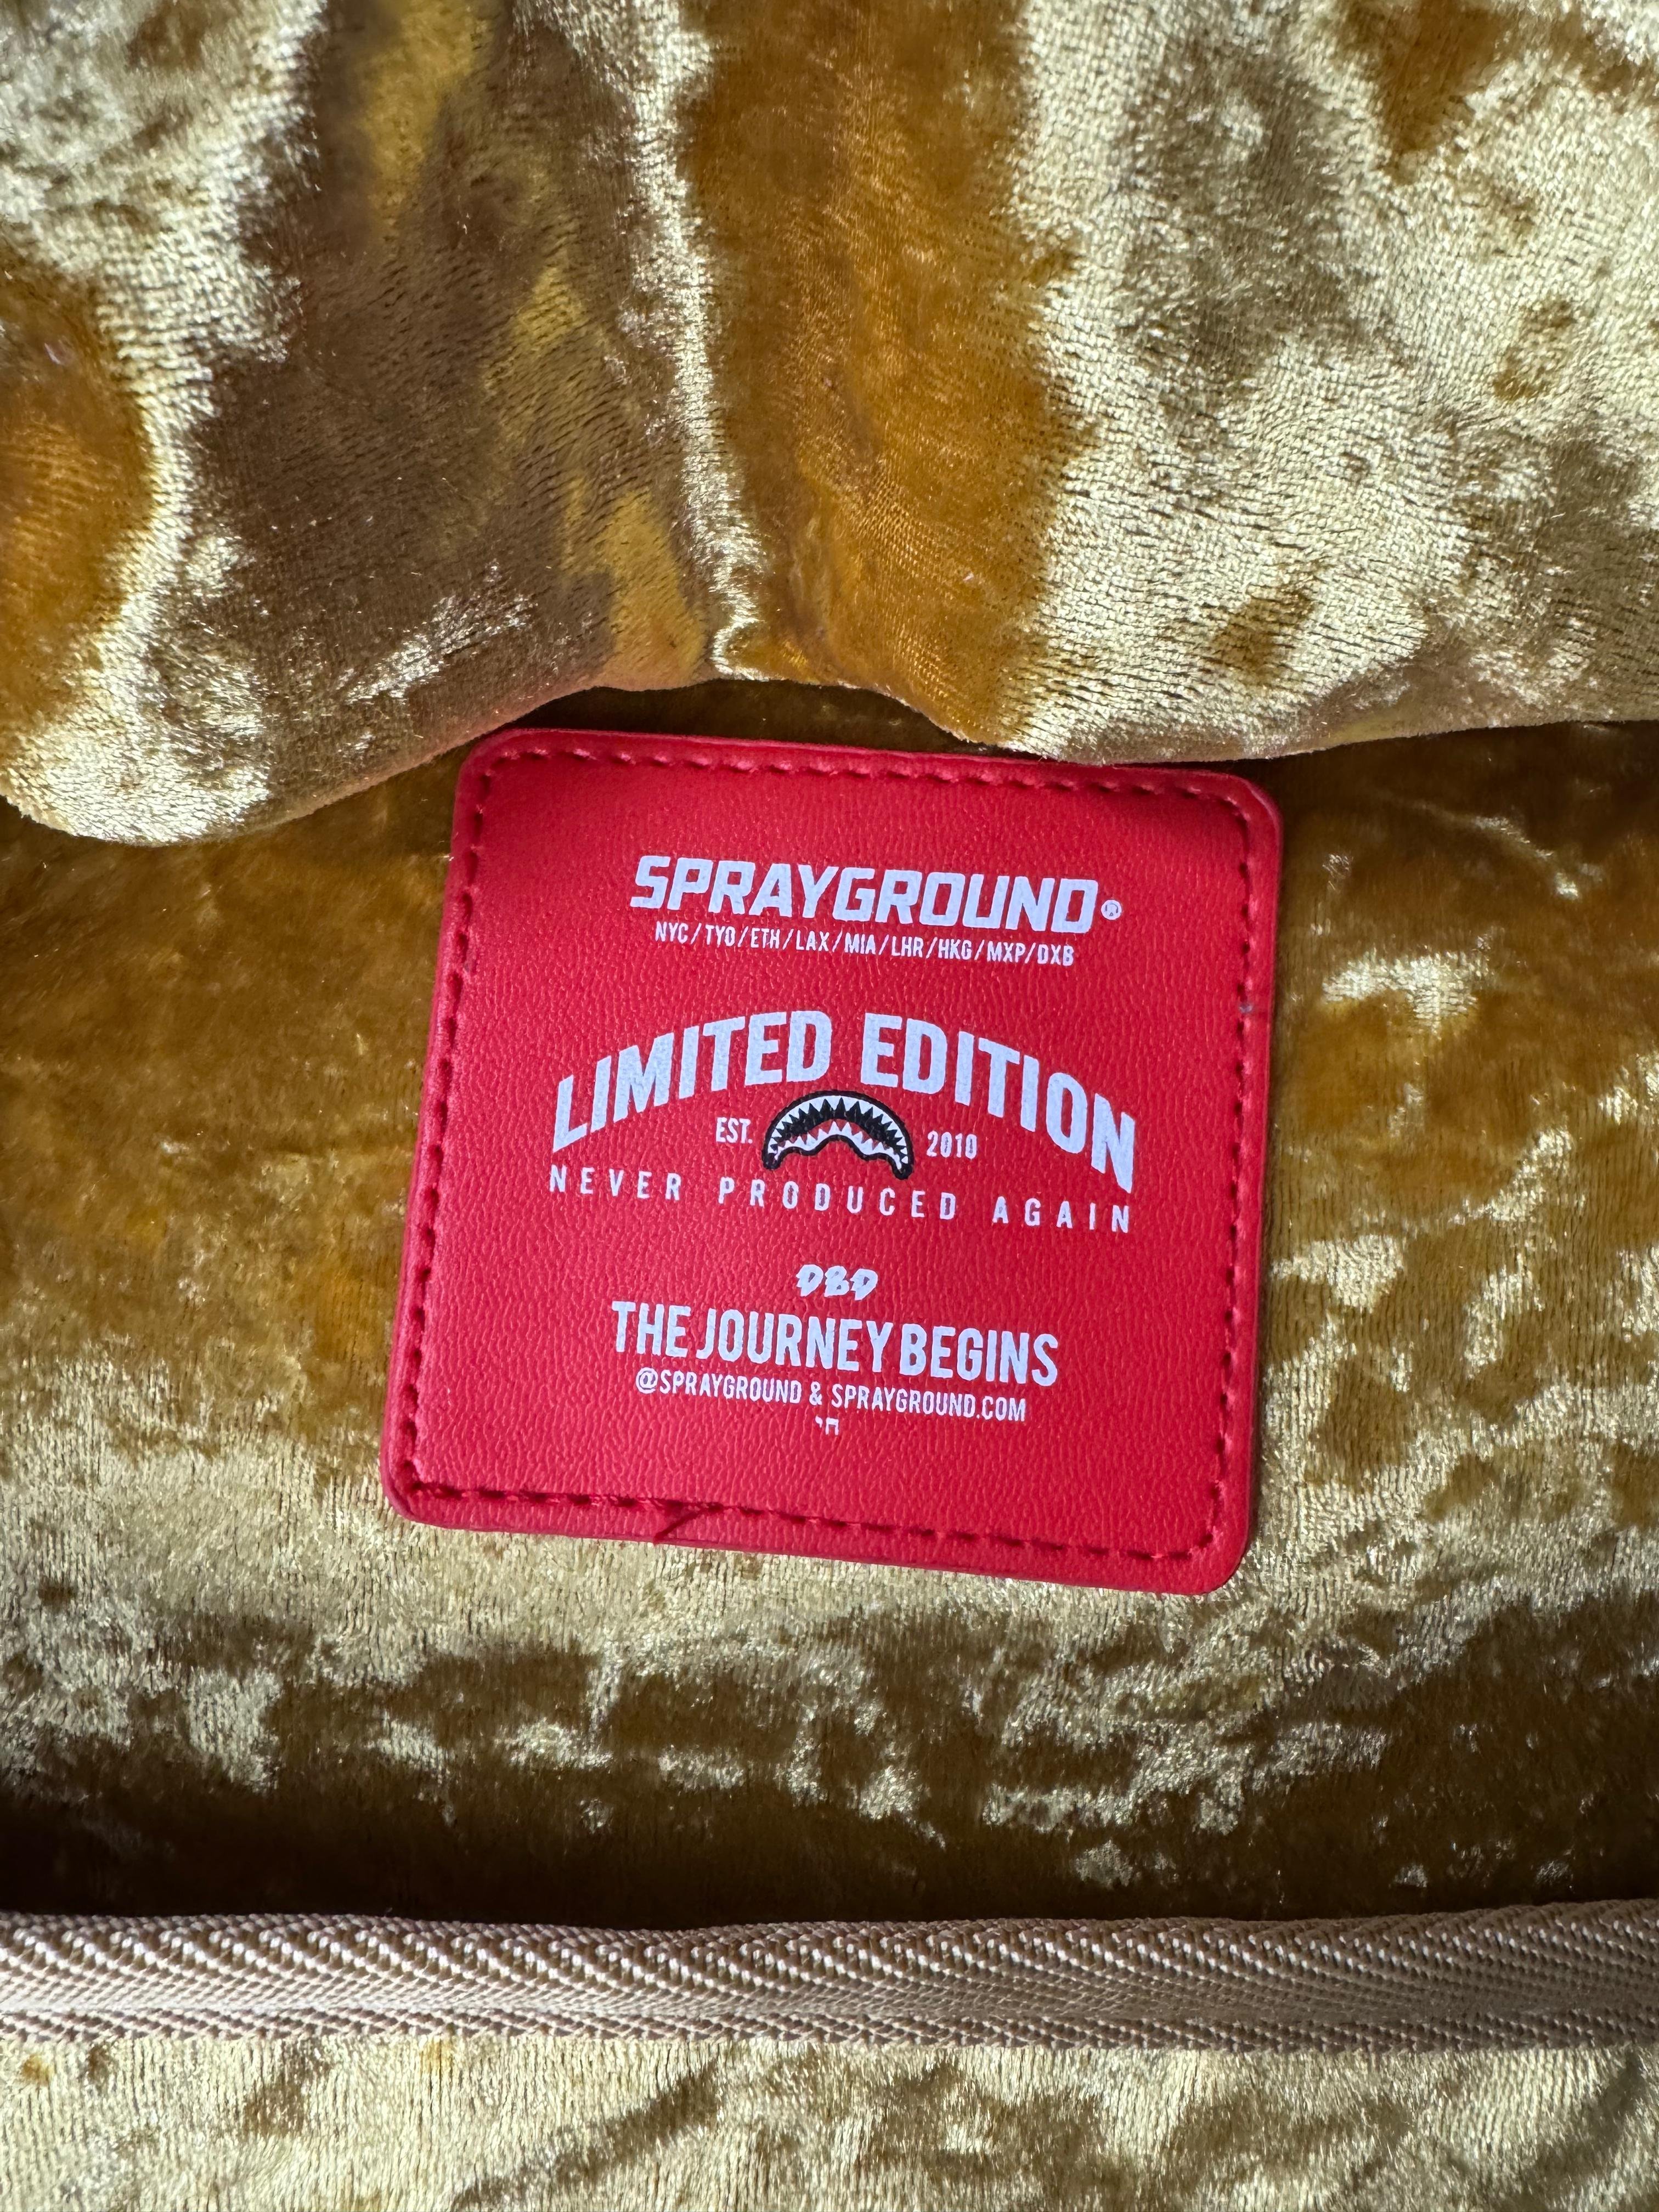 SPRAYGROUND®
NYC/TYO/ETH/LAX/MIA/LHR/HKG/MXP/DXB
LIMITED EDITION
EST. 2010
NEVER PRODUCED AGAIN
DBD
THE JOURNEY BEGINS
@SPRAYGROUND & SPRAYGROUND.COM
חי